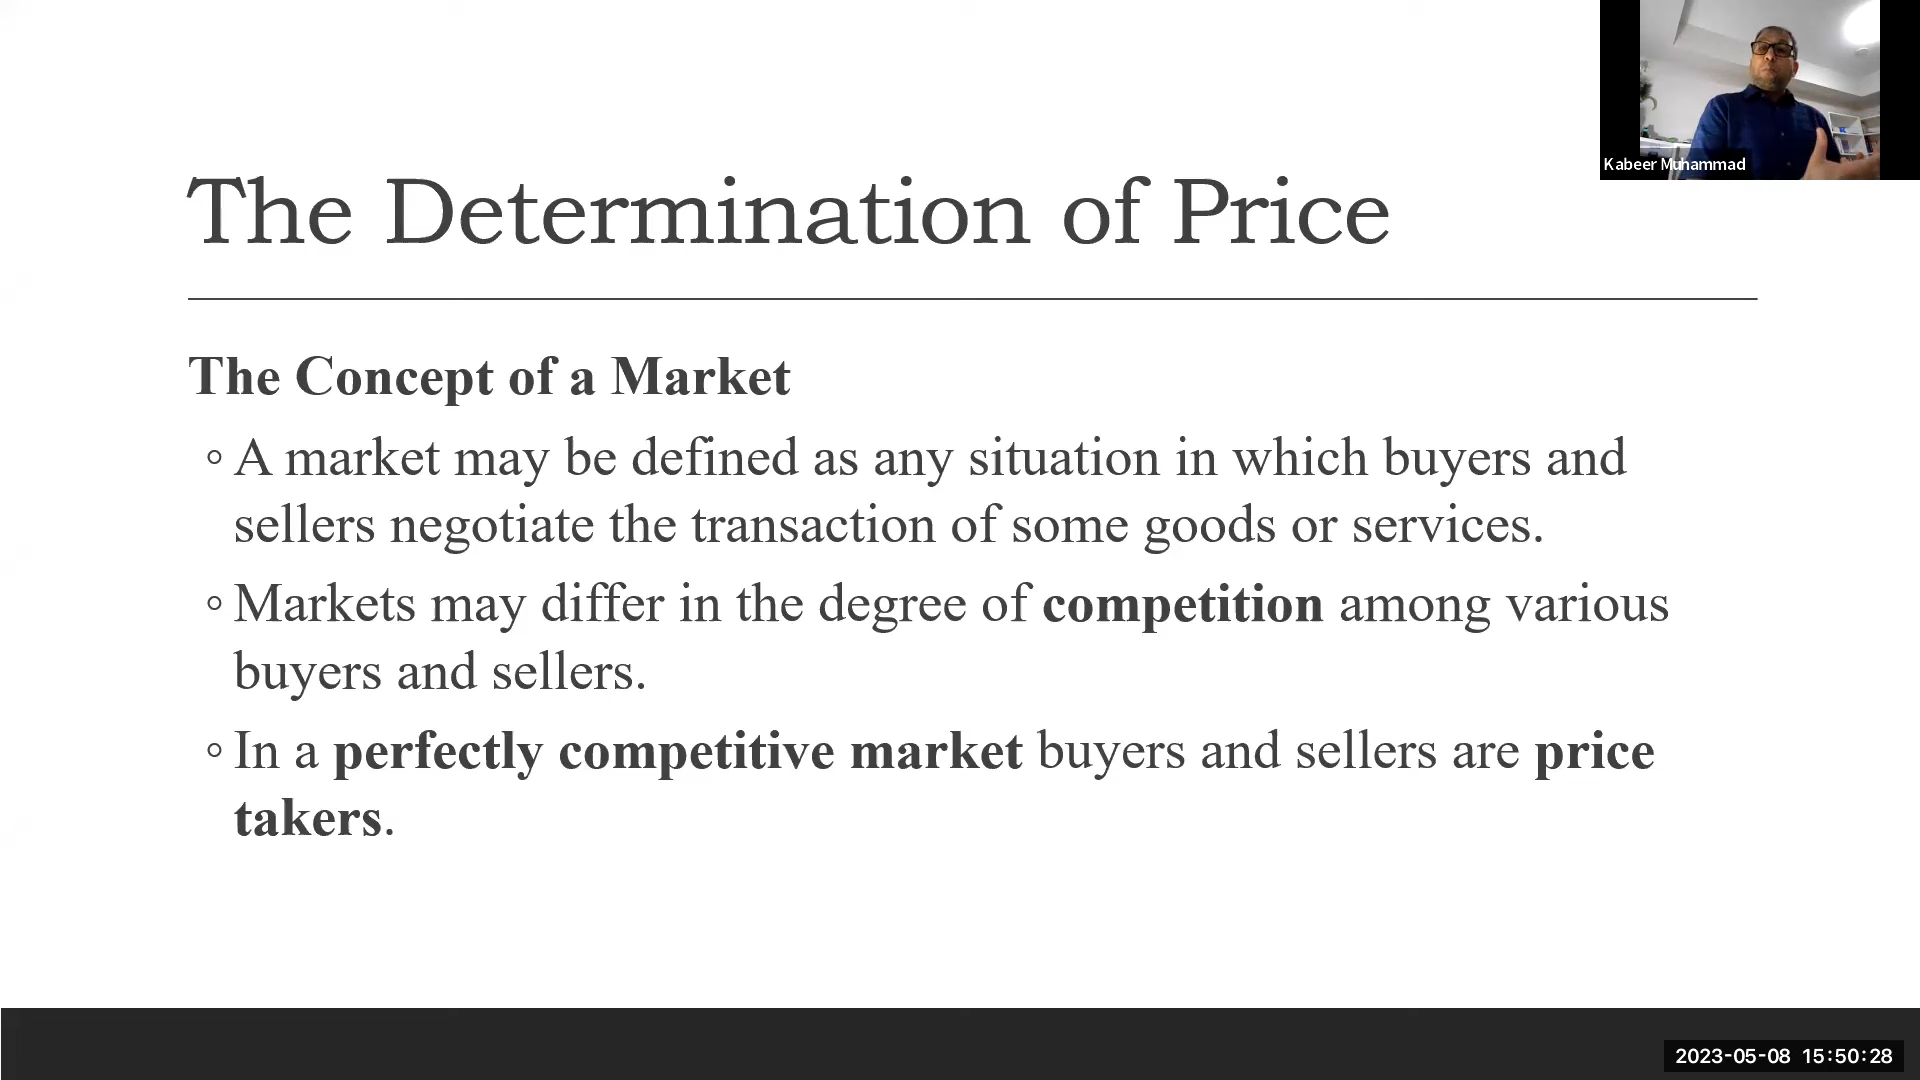 Kabeer Muhammad
The Determination of Price
The Concept of a Market
◦ A market may be defined as any situation in which buyers and
sellers negotiate the transaction of some goods or services.
◦ Markets may differ in the degree of competition among various
buyers and sellers.
◦ In a perfectly competitive market buyers and sellers are price
takers.
2023-05-08 15:50:28